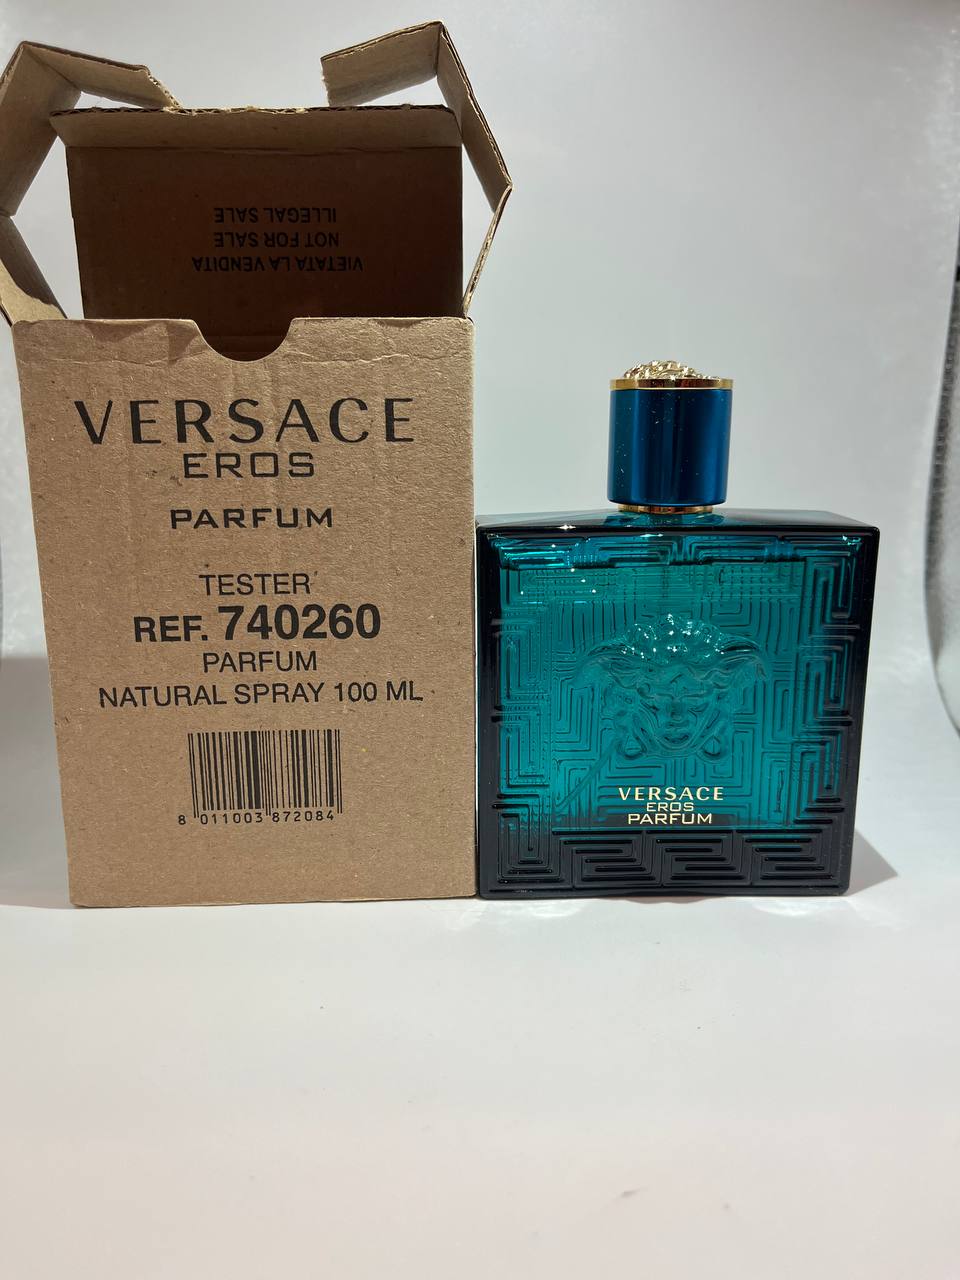 VIETATA LA VENDITA
NOT FOR SALE
ILLEGAL SALE
VERSACE
EROS
PARFUM
TESTER
REF. 740260
PARFUM
NATURAL SPRAY 100 ML
8 011003 872084
VERSACE
EROS
PARFUM